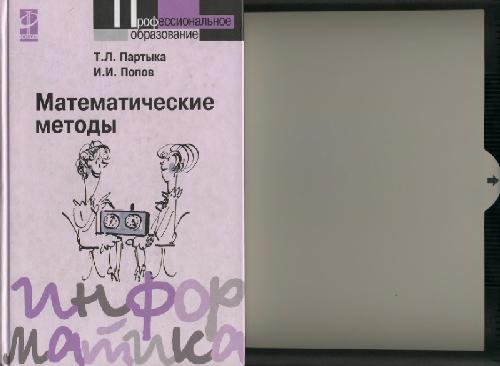 Профессиональное
образование
Т.Л. Партыка
И.И. Попов
Математические
методы
инфор
матика